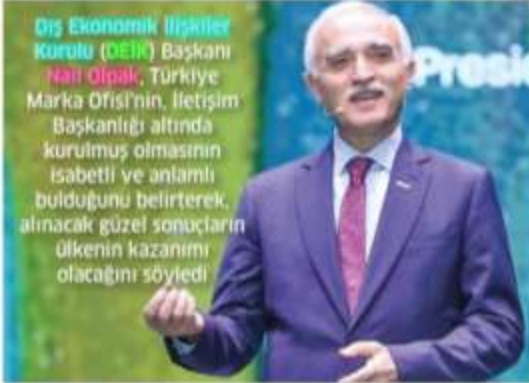 Dış Ekonomik İlişkiler
Kurulu (DEİK) Başkanı
Nail Olpak, Türkiye
Marka Ofisi'nin, İletişim
Başkanlığı altında
kurulmuş olmasının
isabetli ve anlamlı
bulduğunu belirterek,
alınacak güzel sonuçların
ülkenin kazanımı
olacağını söyledi
Presi